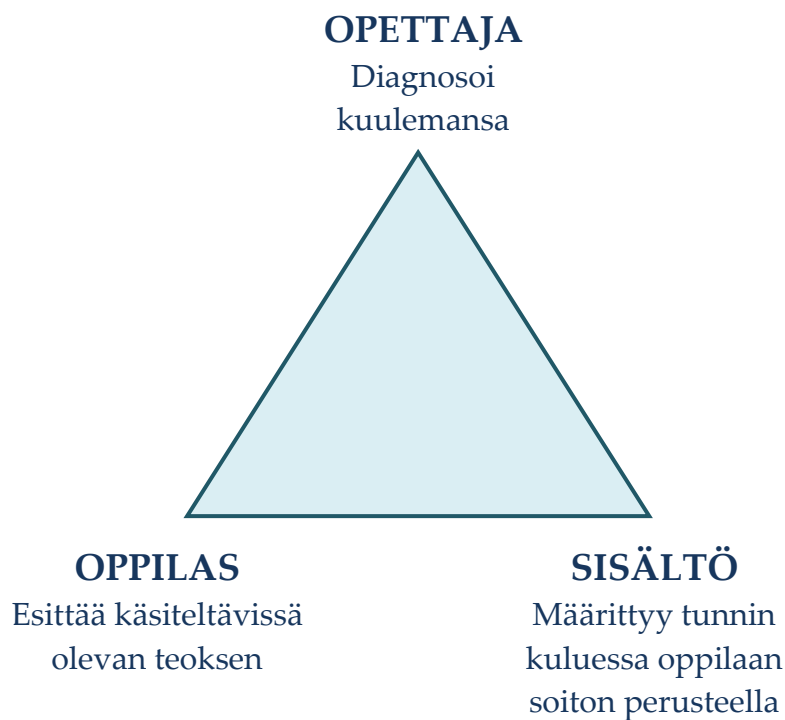 OPETTAJA
Diagnosoi
kuulemansa
OPPILAS
Esittää käsiteltävissä
olevan teoksen
SISÄLTÖ
Määrittyy tunnin
kuluessa oppilaan
soiton perusteella